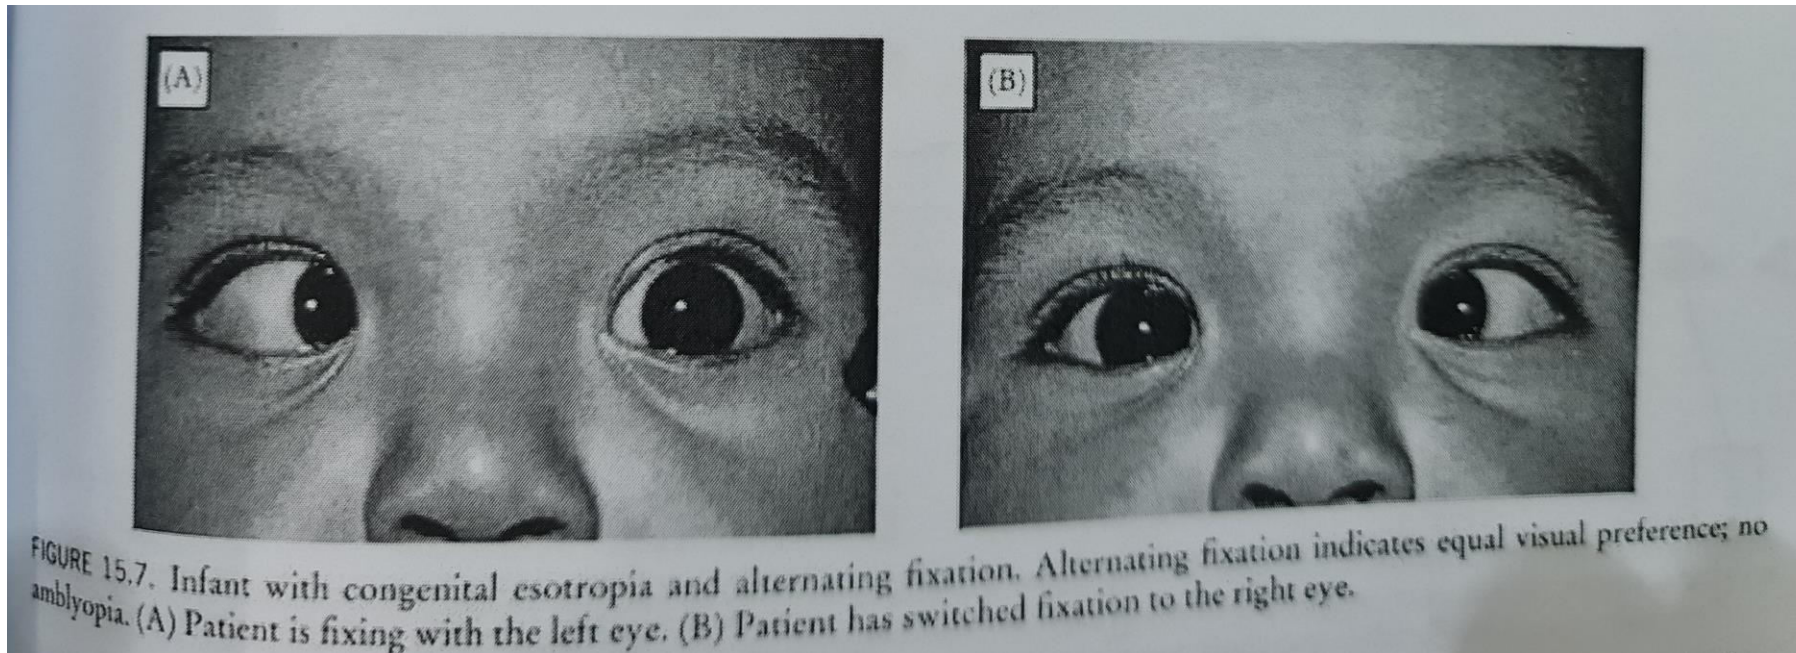 (A)
(B)
FIGURE 15.7. Infant with congenital esotropia and alternating fixation. Alternating fixation indicates equal visual preference; no
amblyopia. (A) Patient is fixing with the left eye. (B) Patient has switched fixation to the right eye.